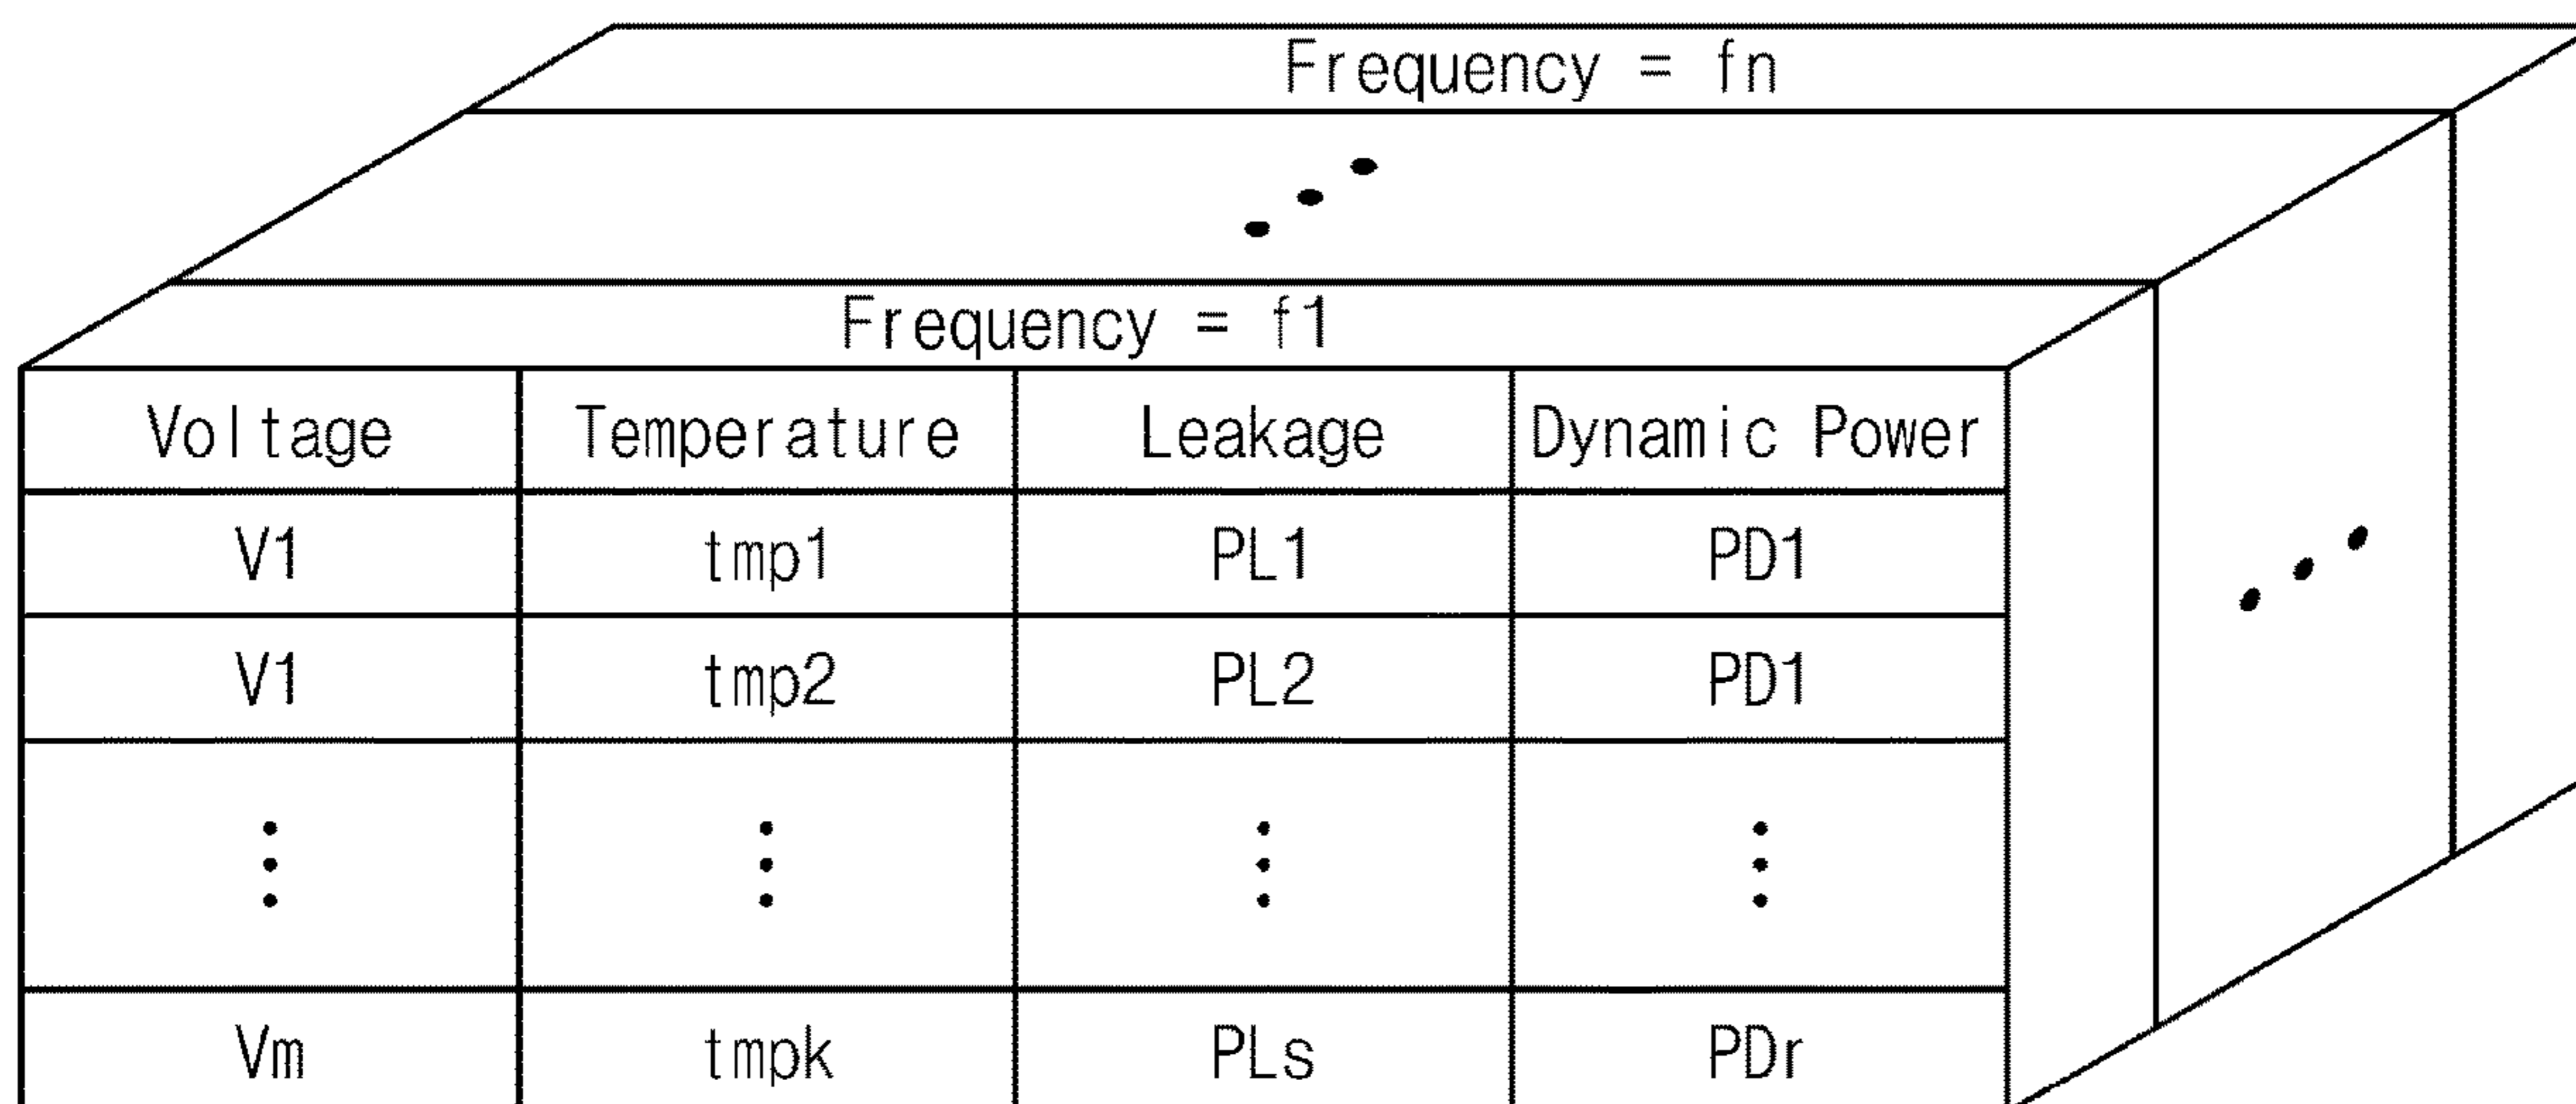 Frequency = fn
Frequency = f1
Voltage Temperature Leakage Dynamic Power
V1 tmp1 PL1 PD1
V1 tmp2 PL2 PD1
Vm tmpk PLs PDr